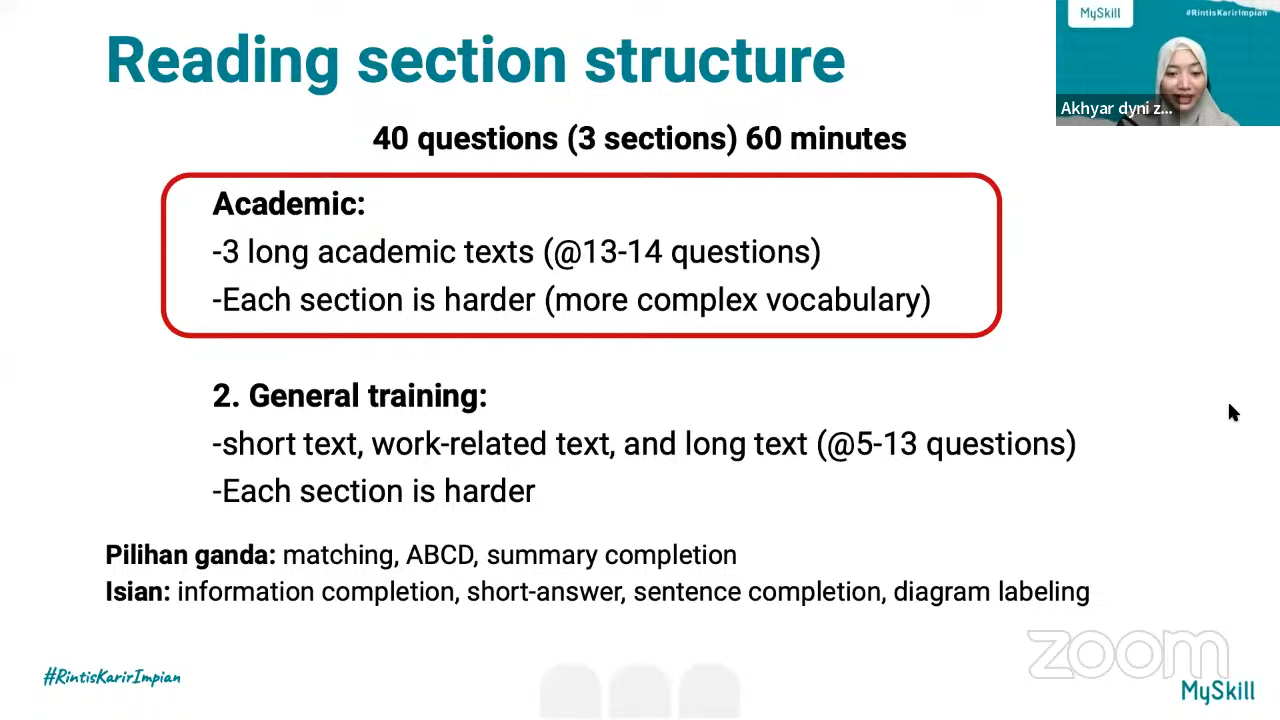 Reading section structure
MySkill
#RintisKarirImpian
Akhyar dyni z...
40 questions (3 sections) 60 minutes
Academic:
-3 long academic texts (@13-14 questions)
-Each section is harder (more complex vocabulary)
2. General training:
-short text, work-related text, and long text (@5-13 questions)
-Each section is harder
Pilihan ganda: matching, ABCD, summary completion
Isian: information completion, short-answer, sentence completion, diagram labeling
zoom
#RintisKarirImpian
MySkill